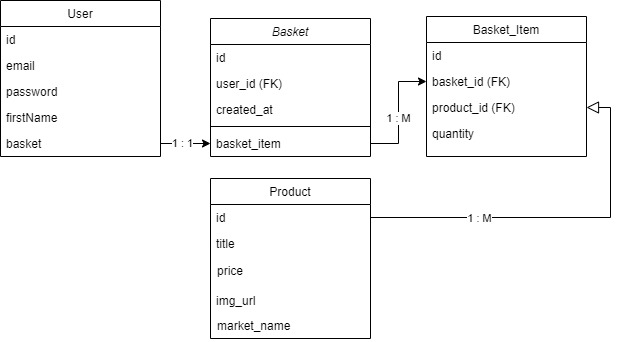 User
id
email
password
firstName
basket
1 : 1
Basket
id
user_id (FK)
created_at
basket_item
1 : M
Basket_Item
id
basket_id (FK)
product_id (FK)
quantity
Product
id
title
price
img_url
market_name
1 : M